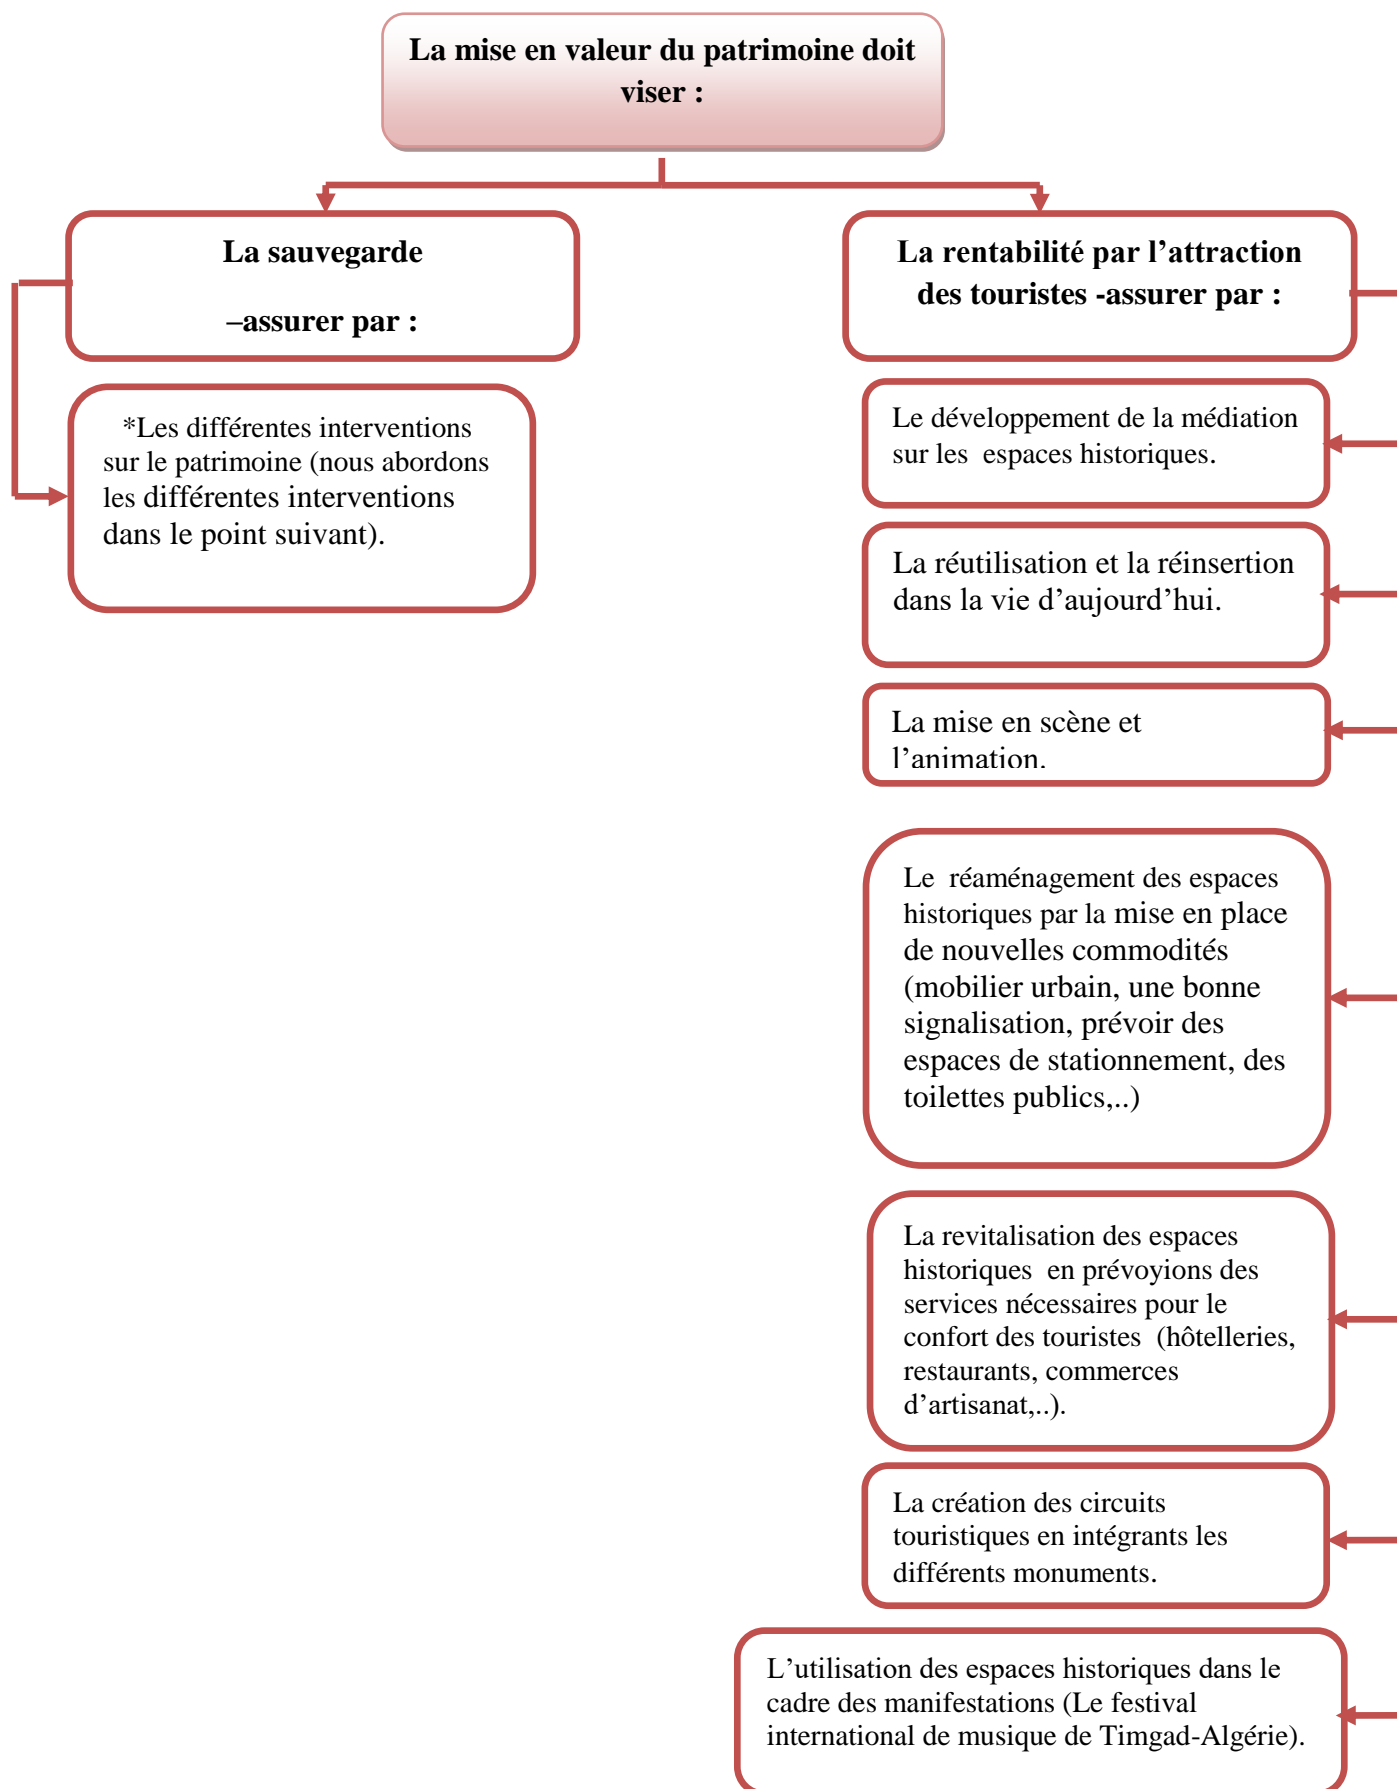 La mise en valeur du patrimoine doit
viser :
La sauvegarde
–assurer par :
*Les différentes interventions
sur le patrimoine (nous abordons
les différentes interventions
dans le point suivant).
La rentabilité par l’attraction
des touristes -assurer par :
Le développement de la médiation
sur les espaces historiques.
La réutilisation et la réinsertion
dans la vie d’aujourd’hui.
La mise en scène et
l’animation.
Le réaménagement des espaces
historiques par la mise en place
de nouvelles commodités
(mobilier urbain, une bonne
signalisation, prévoir des
espaces de stationnement, des
toilettes publics,..)
La revitalisation des espaces
historiques en prévoyions des
services nécessaires pour le
confort des touristes (hôtelleries,
restaurants, commerces
d’artisanat,..).
La création des circuits
touristiques en intégrants les
différents monuments.
L’utilisation des espaces historiques dans le
cadre des manifestations (Le festival
international de musique de Timgad-Algérie).